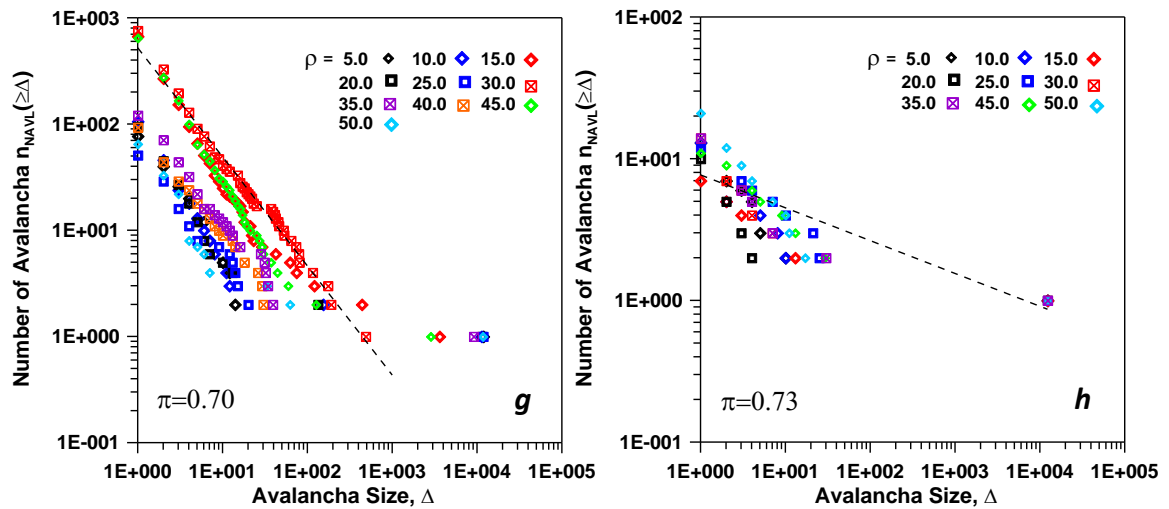 1E+003
1E+002
1E+001
1E+000
1E-001
Number of Avalancha nNAVL(≥Δ)
ρ = 5.0 10.0 15.0
20.0 25.0 30.0
35.0 40.0 45.0
50.0
π=0.70
g
1E+000 1E+001 1E+002 1E+003 1E+004 1E+005
Avalancha Size, Δ
1E+002
1E+001
1E+000
1E-001
Number of Avalancha nNAVL(≥Δ)
ρ = 5.0 10.0 15.0
20.0 25.0 30.0
35.0 45.0 50.0
π=0.73
h
1E+000 1E+001 1E+002 1E+003 1E+004 1E+005
Avalancha Size, Δ